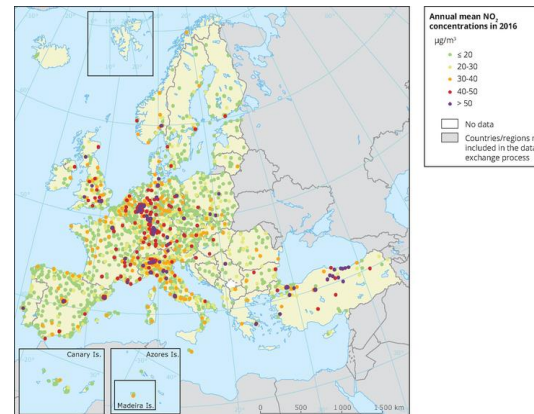 Annual mean NO₂
concentrations in 2016
μg/m³
≤ 20
20-30
30-40
40-50
> 50
No data
Countries/regions n
included in the data
exchange process
Canary Is.
Azores Is.
Madeira Is.
0 500 1 000 1 500 km